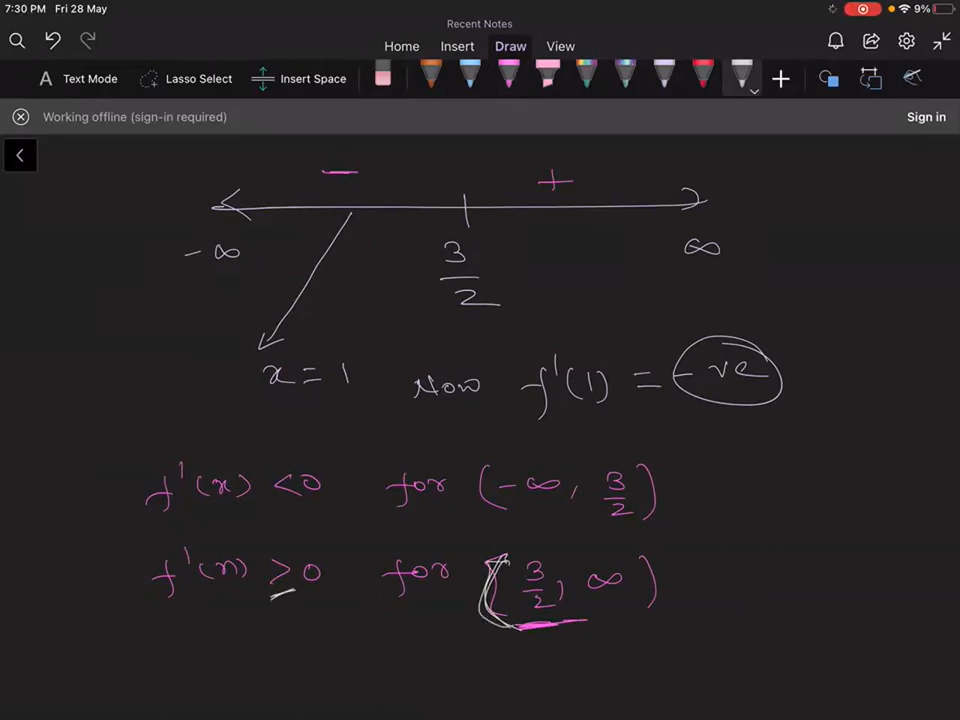 7:30 PM Fri 28 May 9%
Recent Notes
Home Insert Draw View
A Text Mode Lasso Select Insert Space
Working offline (sign-in required) Sign in
− +
-∞ 3/2 ∞
x = 1 Now f'(1) = -ve
f'(x) < 0 for (-∞, 3/2)
f'(x) > 0 for (3/2, ∞)